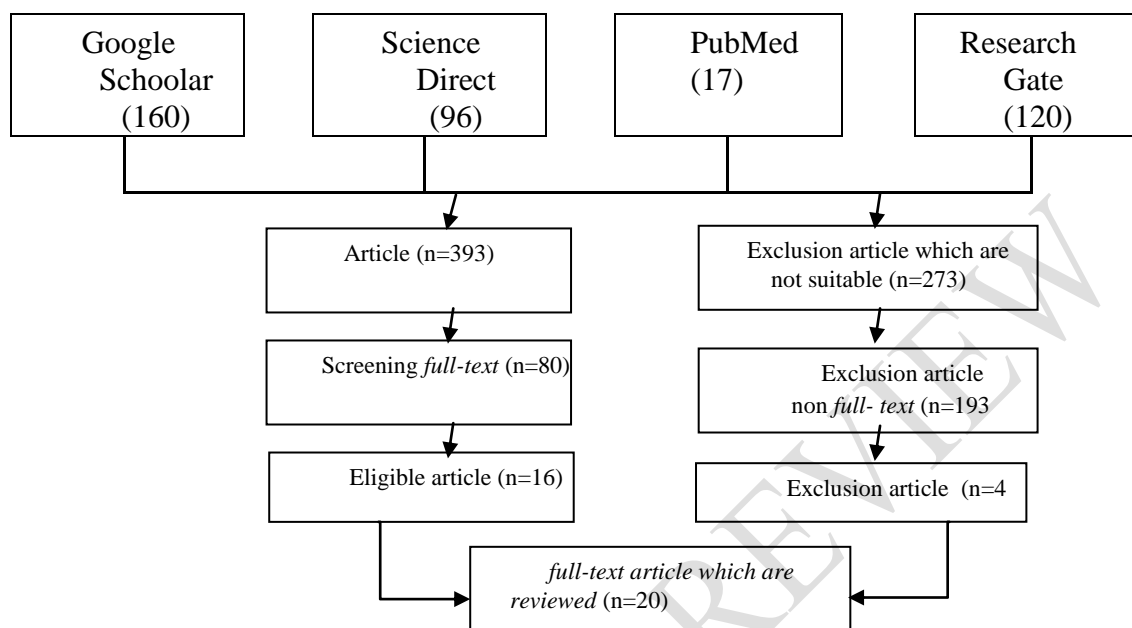 Google
Schoolar
(160)
Science
Direct
(96)
PubMed
(17)
Research
Gate
(120)
Article (n=393)
Exclusion article which are
not suitable (n=273)
Screening full-text (n=80)
Exclusion article
non full- text (n=193
Eligible article (n=16)
Exclusion article (n=4
full-text article which are
reviewed (n=20)
REVIEW